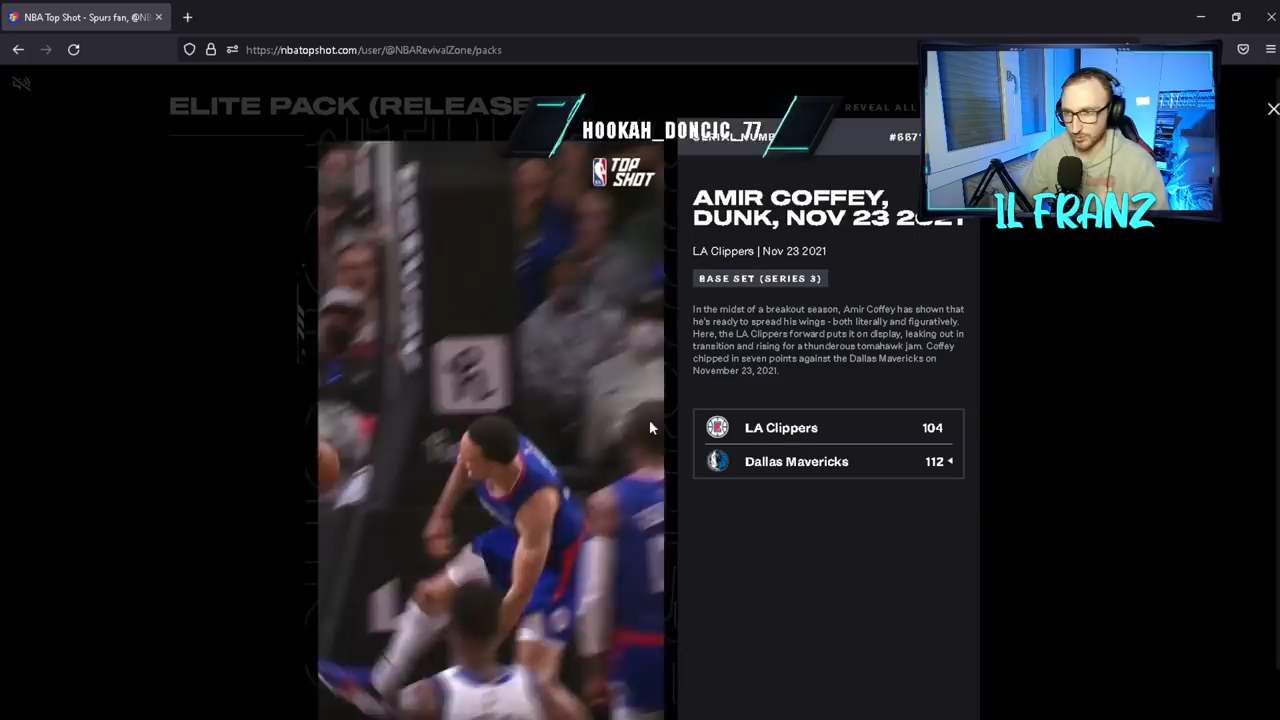 NBA Top Shot - Spurs fan, @NB
https://nbatopshot.com/user/@NBARevivalZone/packs
ELITE PACK (RELEASE
REVEAL ALL
HOOKAH_DONCIC_77
#667
TOP
SHOT
AMIR COFFEY,
DUNK, NOV 23 2021
IL FRANZ
LA Clippers | Nov 23 2021
BASE SET (SERIES 3)
In the midst of a breakout season, Amir Coffey has shown that
he's ready to spread his wings - both literally and figuratively.
Here, the LA Clippers forward puts it on display, leaking out in
transition and rising for a thunderous tomahawk jam. Coffey
chipped in seven points against the Dallas Mavericks on
November 23, 2021.
LA Clippers 104
Dallas Mavericks 112